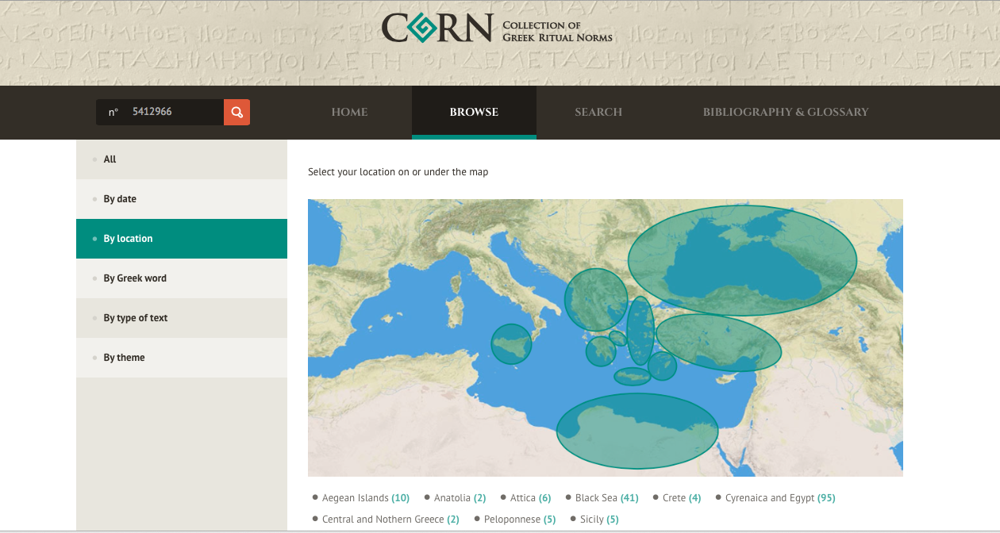 CGRN COLLECTION OF
GREEK RITUAL NORMS
n° 5412966
HOME BROWSE SEARCH BIBLIOGRAPHY & GLOSSARY
All
By date
By location
By Greek word
By type of text
By theme
Select your location on or under the map
Aegean Islands (10) Anatolia (2) Attica (6) Black Sea (41) Crete (4) Cyrenaica and Egypt (95)
Central and Nothern Greece (2) Peloponnese (5) Sicily (5)